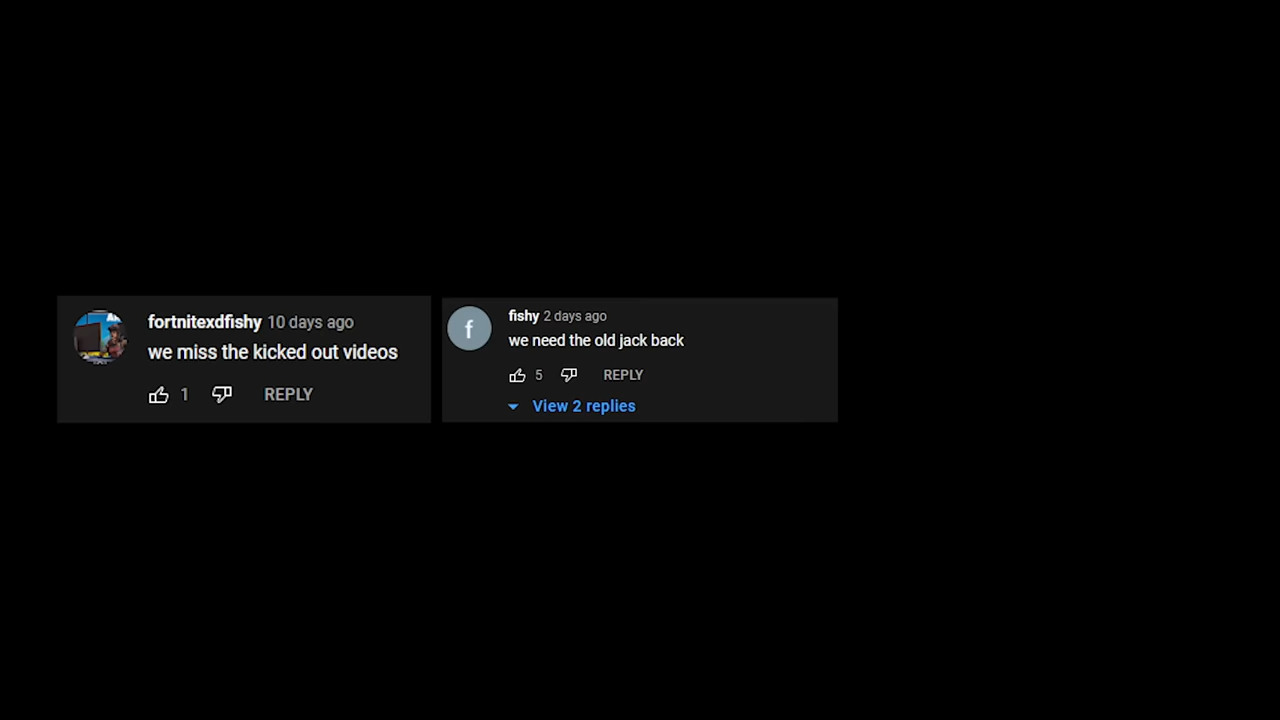 fortnitexdfishy 10 days ago
we miss the kicked out videos
1 REPLY
f
fishy 2 days ago
we need the old jack back
5 REPLY
View 2 replies